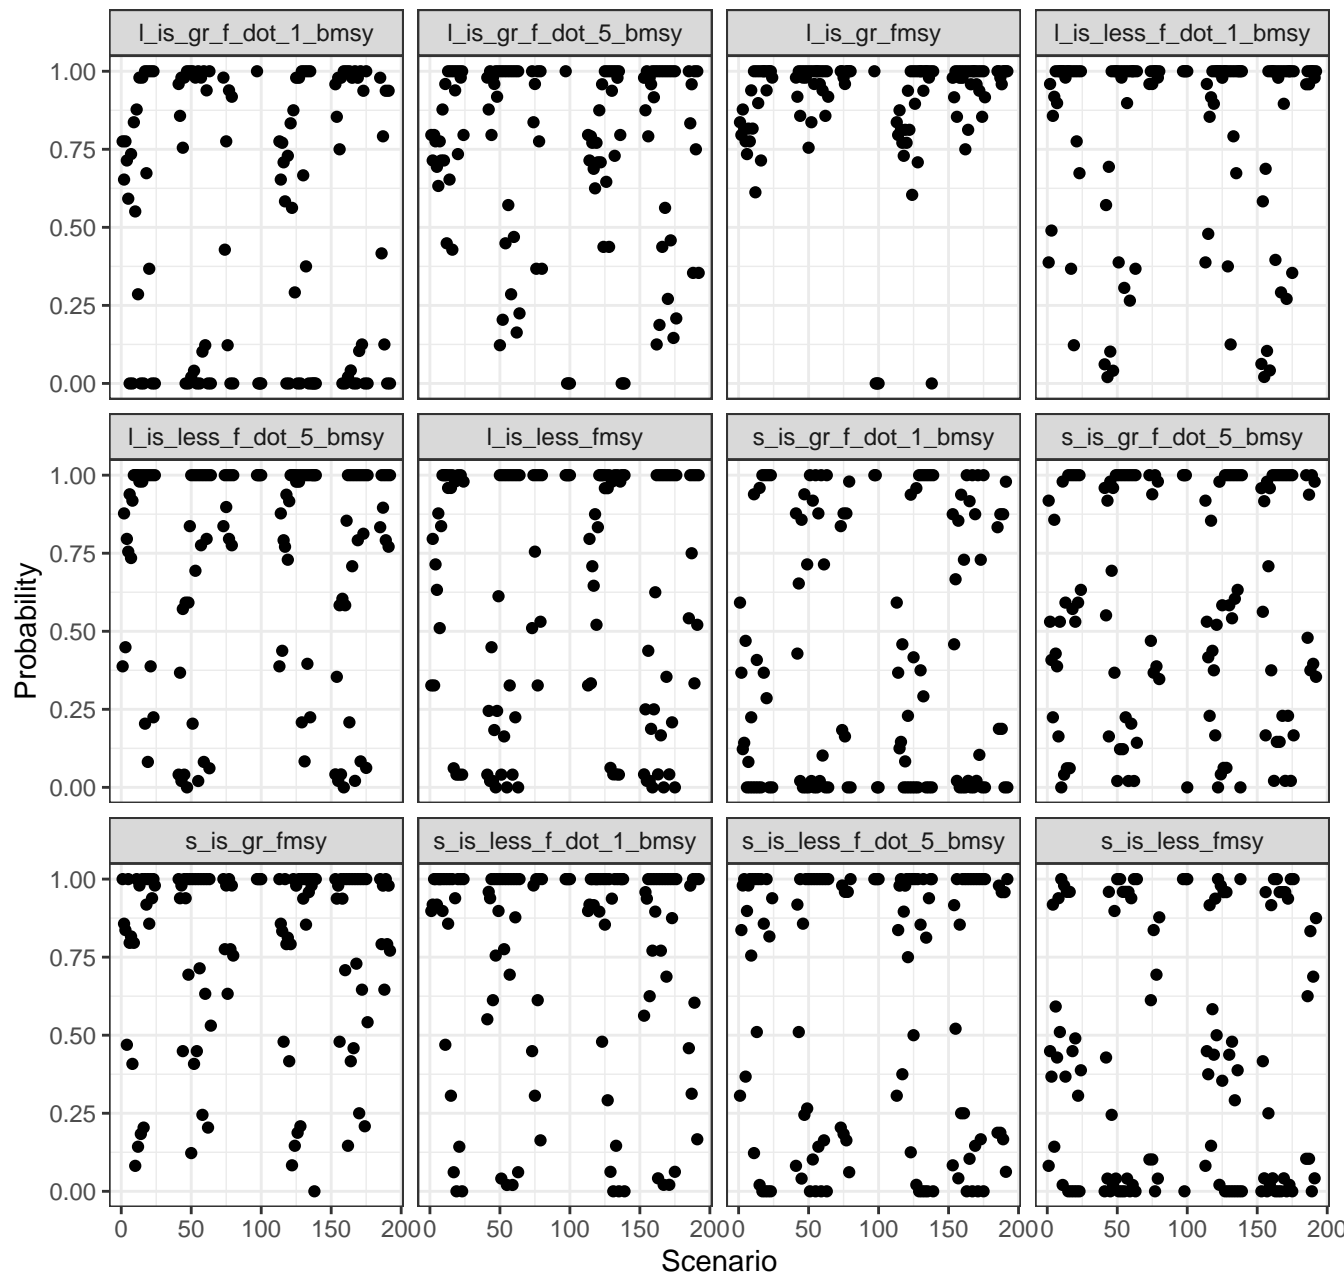 l_is_gr_f_dot_1_bmsy l_is_gr_f_dot_5_bmsy l_is_gr_fmsy l_is_less_f_dot_1_bmsy
1.00
0.75
0.50
0.25
0.00
l_is_less_f_dot_5_bmsy l_is_less_fmsy s_is_gr_f_dot_1_bmsy s_is_gr_f_dot_5_bmsy
1.00
0.75
0.50
0.25
0.00
Probability
s_is_gr_fmsy s_is_less_f_dot_1_bmsy s_is_less_f_dot_5_bmsy s_is_less_fmsy
1.00
0.75
0.50
0.25
0.00
0 50 100 150 200 0 50 100 150 200 0 50 100 150 200 0 50 100 150 200
Scenario